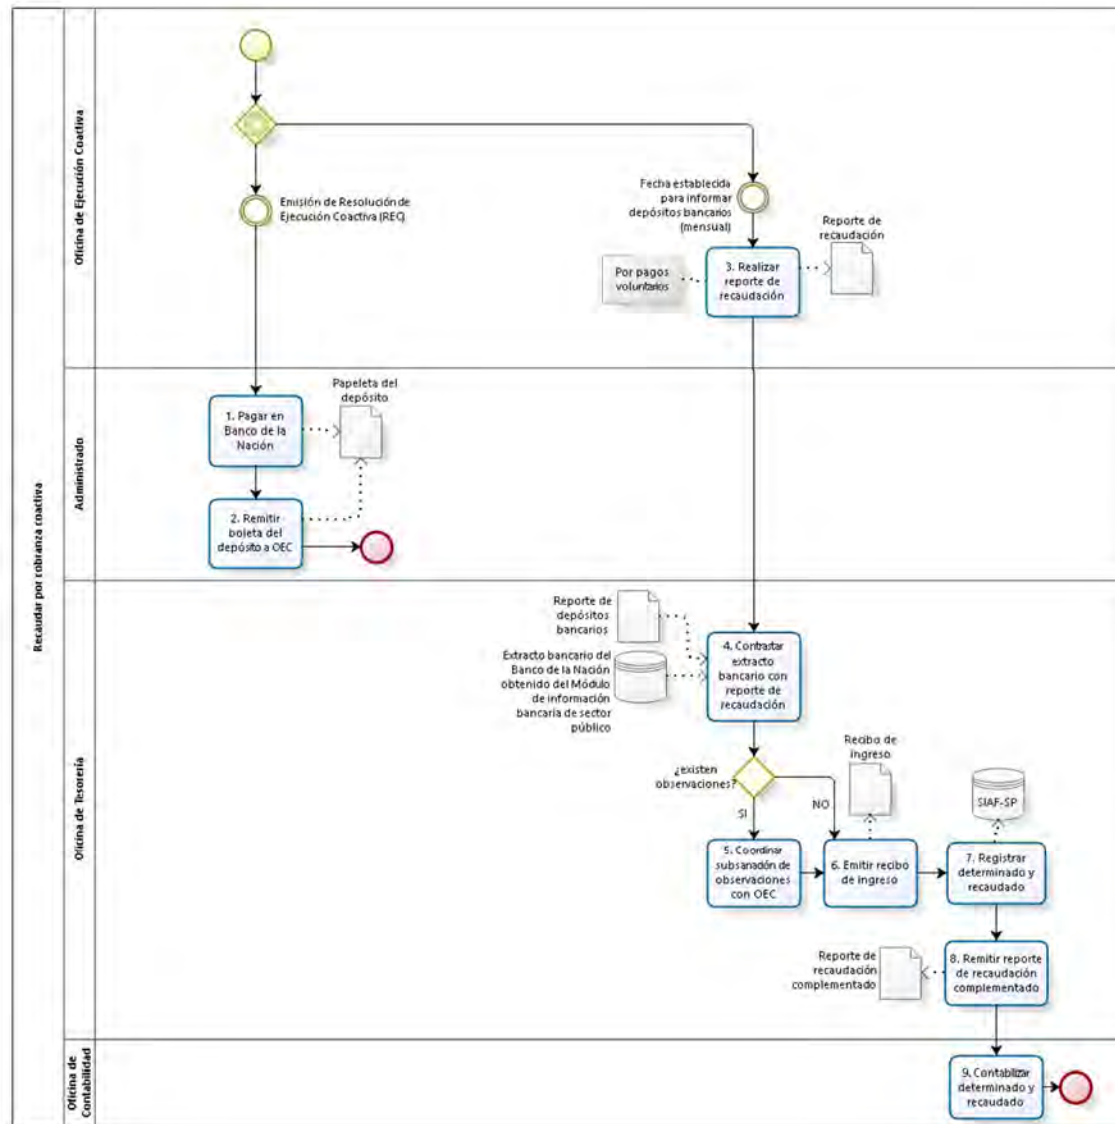 Recaudar por robranza coactiva
Oficina de Ejecución Coactiva
Emisión de Resolución de
Ejecución Coactiva (REC)
Fecha establecida
para informar
depósitos bancarios
(mensual)
Reporte de
recaudación
Por pagos
voluntarios
3. Realizar
reporte de
recaudación
Administrado
Papeleta del
depósito
1. Pagar en
Banco de la
Nación
2. Remitir
boleta del
depósito a OEC
Oficina de Tesorería
Reporte de
depósitos
bancarios
Extracto bancario del
Banco de la Nación
obtenido del Módulo
de información
bancaria de sector
público
4. Contrastar
extracto
bancario con
reporte de
recaudación
¿existen
observaciones?
SI
NO
Recibo de
ingreso
SIAF-SP
5. Coordinar
subsanación de
observaciones
con OEC
6. Emitir recibo
de ingreso
7. Registrar
determinado y
recaudado
Reporte de
recaudación
complementado
8. Remitir reporte
de recaudación
complementado
Oficina de
Contabilidad
9. Contabilizar
determinado y
recaudado